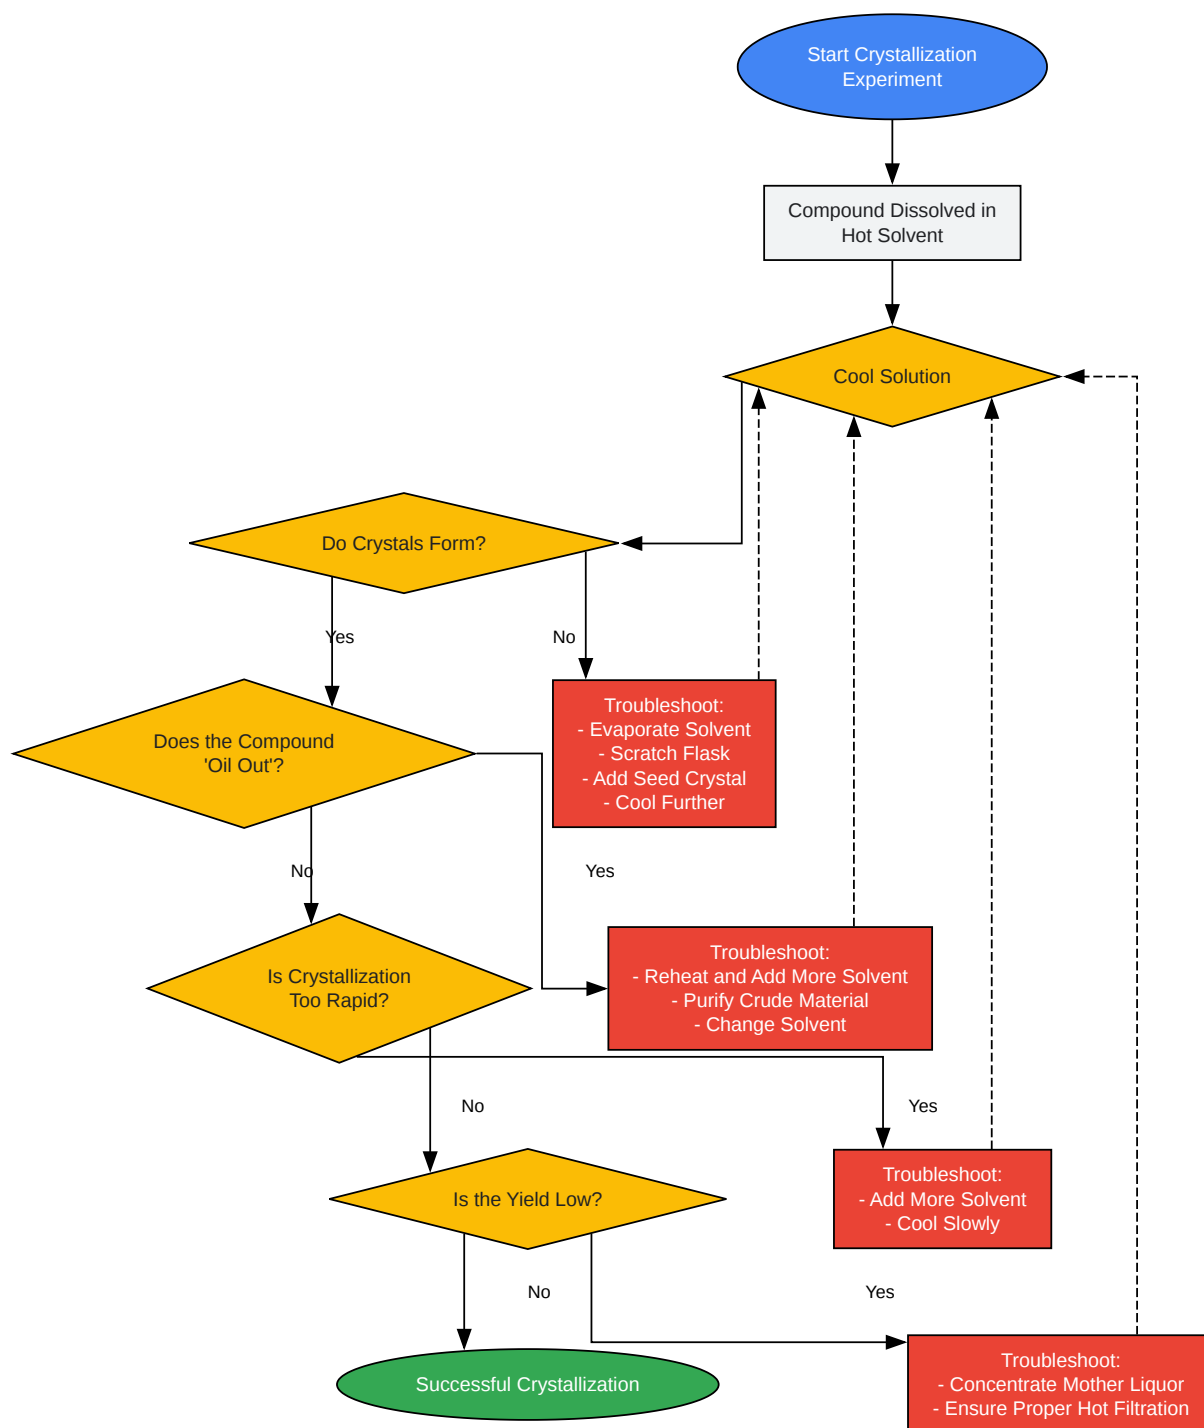 Start Crystallization
Experiment
Compound Dissolved in
Hot Solvent
Cool Solution
Do Crystals Form?
Yes
No
Troubleshoot:
- Evaporate Solvent
- Scratch Flask
- Add Seed Crystal
- Cool Further
Does the Compound
'Oil Out'?
No
Yes
Troubleshoot:
- Reheat and Add More Solvent
- Purify Crude Material
- Change Solvent
Is Crystallization
Too Rapid?
No
Yes
Troubleshoot:
- Add More Solvent
- Cool Slowly
Is the Yield Low?
No
Yes
Successful Crystallization
Troubleshoot:
- Concentrate Mother Liquor
- Ensure Proper Hot Filtration